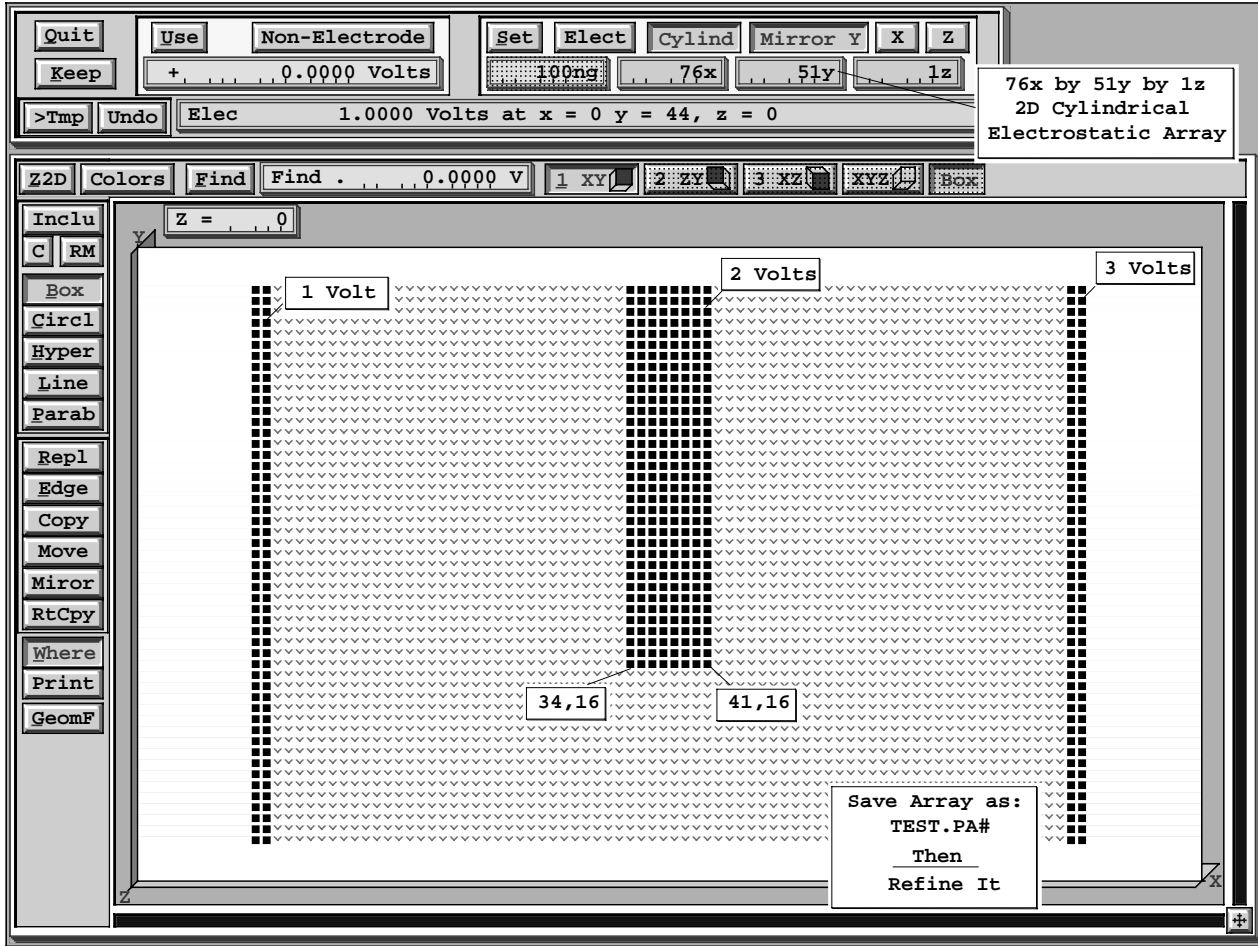 Quit Use Non-Electrode Set Elect Cylind Mirror Y X Z
Keep + 0.0000 Volts 100ng 76x 51y 1z
76x by 51y by 1z
2D Cylindrical
Electrostatic Array
>Tmp Undo Elec 1.0000 Volts at x = 0 y = 44, z = 0
Z2D Colors Find Find . 0.0000 V 1 XY 2 ZY 3 XZ XYZ Box
Inclu
Z = 0
Y
C RM
Box
Circl
Hyper
Line
Parab
Repl
Edge
Copy
Move
Miror
RtCpy
Where
Print
GeomF
1 Volt
2 Volts
3 Volts
34,16
41,16
Save Array as:
TEST.PA#
Then
Refine It
X
Z